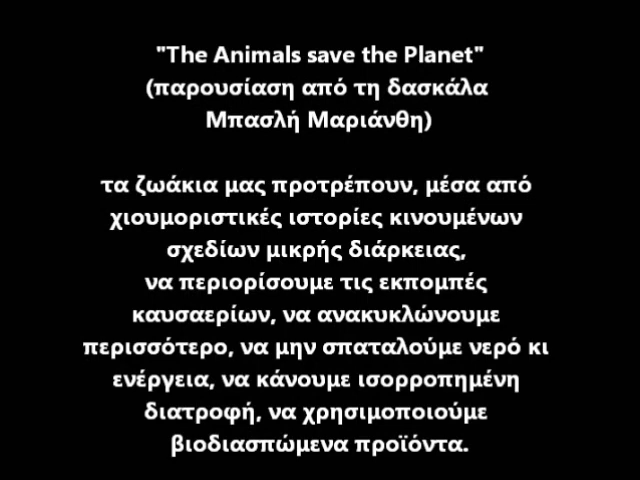 "The Animals save the Planet"
(παρουσίαση από τη δασκάλα
Μπασλή Μαριάνθη)
τα ζωάκια μας προτρέπουν, μέσα από
χιουμοριστικές ιστορίες κινουμένων
σχεδίων μικρής διάρκειας,
να περιορίσουμε τις εκπομπές
καυσαερίων, να ανακυκλώνουμε
περισσότερο, να μην σπαταλούμε νερό κι
ενέργεια, να κάνουμε ισορροπημένη
διατροφή, να χρησιμοποιούμε
βιοδιασπώμενα προϊόντα.